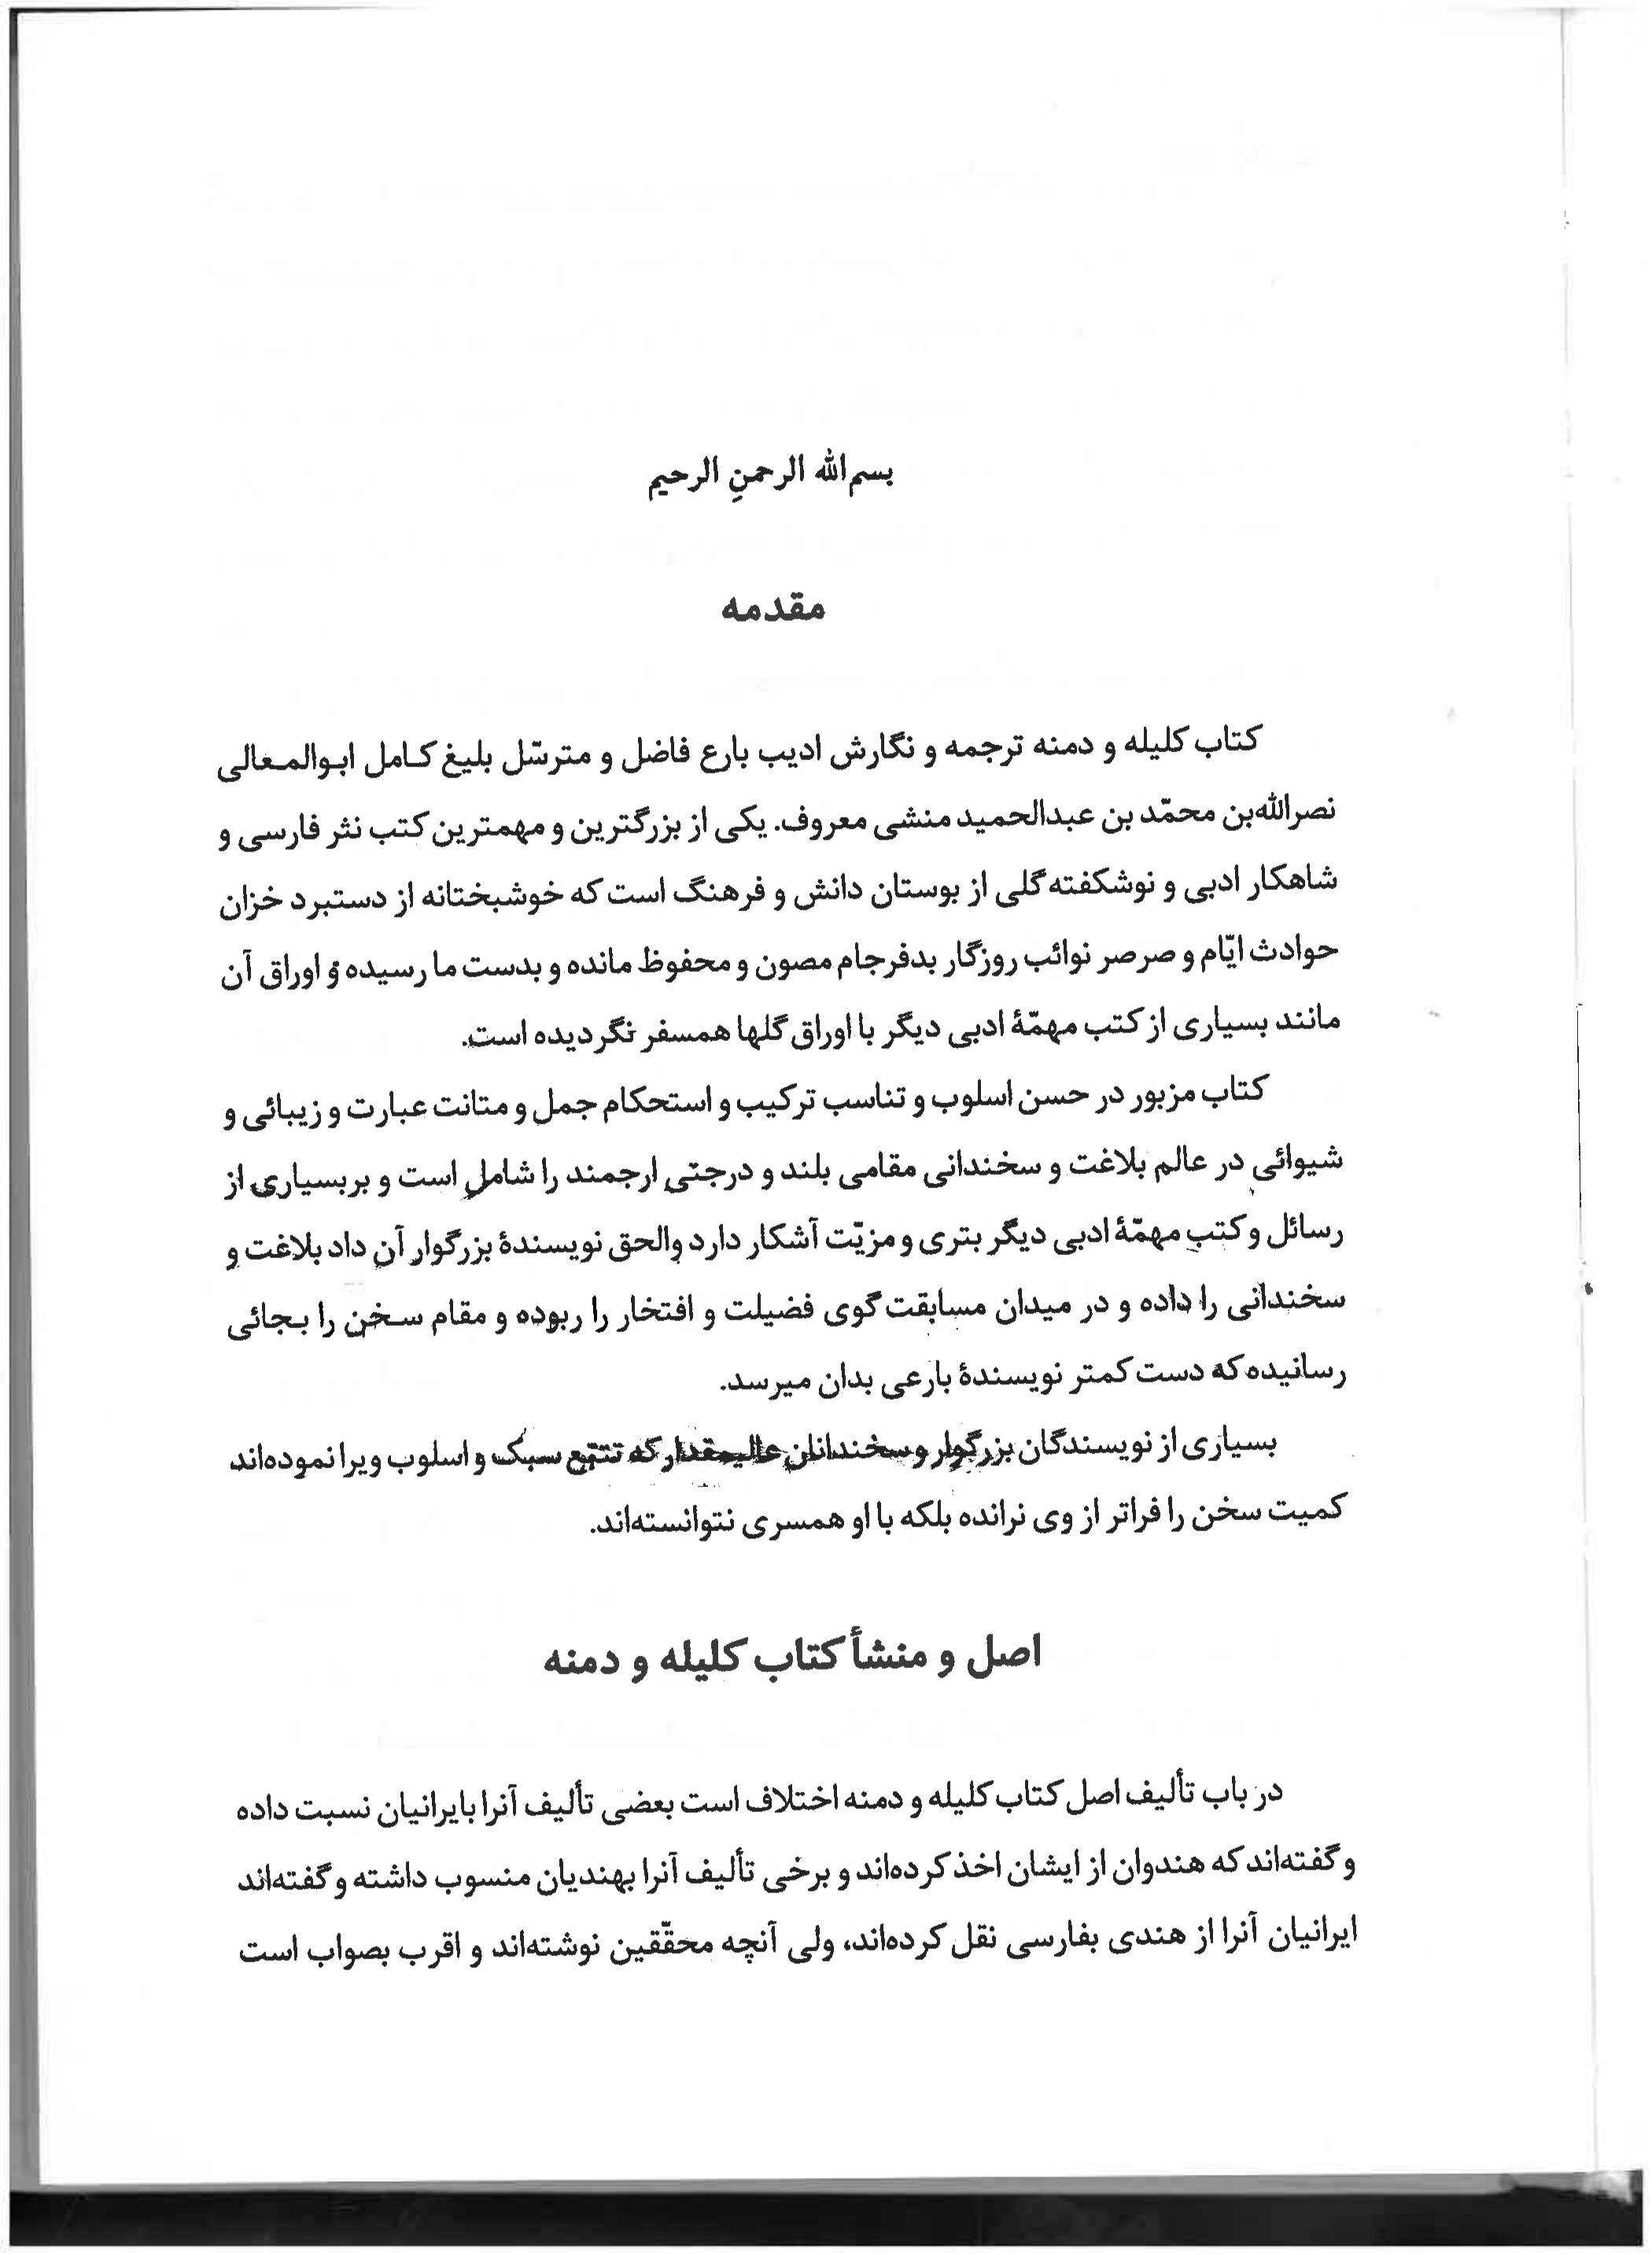 بسم‌الله الرحمنِ الرحیم
مقدمه
کتاب کلیله و دمنه ترجمه و نگارش ادیب بارع فاضل و مترسّل بلیغ کامل ابوالمعالی
نصرالله‌بن محمّد بن عبدالحمید منشی معروف. یکی از بزرگترین و مهمترین کتب نثر فارسی و
شاهکار ادبی و نوشکفته گلی از بوستان دانش و فرهنگ است که خوشبختانه از دستبرد خزان
حوادث ایّام و صرصر نوائب روزگار بدفرجام مصون و محفوظ مانده و بدست ما رسیده و اوراق آن
مانند بسیاری از کتب مهمّهٔ ادبی دیگر با اوراق گلها همسفر نگردیده است.
کتاب مزبور در حسن اسلوب و تناسب ترکیب و استحکام جمل و متانت عبارت و زیبائی و
شیوائی در عالم بلاغت و سخندانی مقامی بلند و درجتی ارجمند را شامل است و بر بسیاری از
رسائل و کتب مهمّهٔ ادبی دیگر بتری و مزیّت آشکار دارد والحق نویسندهٔ بزرگوار آن داد بلاغت و
سخندانی را داده و در میدان مسابقت گوی فضیلت و افتخار را ربوده و مقام سخن را بجائی
رسانیده که دست کمتر نویسندهٔ بارعی بدان میرسد.
بسیاری از نویسندگان بزرگوار و سخندانان عالیمقدار که تتبّع سبک و اسلوب ویرا نموده‌اند
کمیت سخن را فراتر از وی نرانده بلکه با او همسری نتوانسته‌اند.
اصل و منشأ کتاب کلیله و دمنه
در باب تألیف اصل کتاب کلیله و دمنه اختلاف است بعضی تألیف آنرا بایرانیان نسبت داده
و گفته‌اند که هندوان از ایشان اخذ کرده‌اند و برخی تألیف آنرا بهندیان منسوب داشته و گفته‌اند
ایرانیان آنرا از هندی بفارسی نقل کرده‌اند، ولی آنچه محقّقین نوشته‌اند و اقرب بصواب است